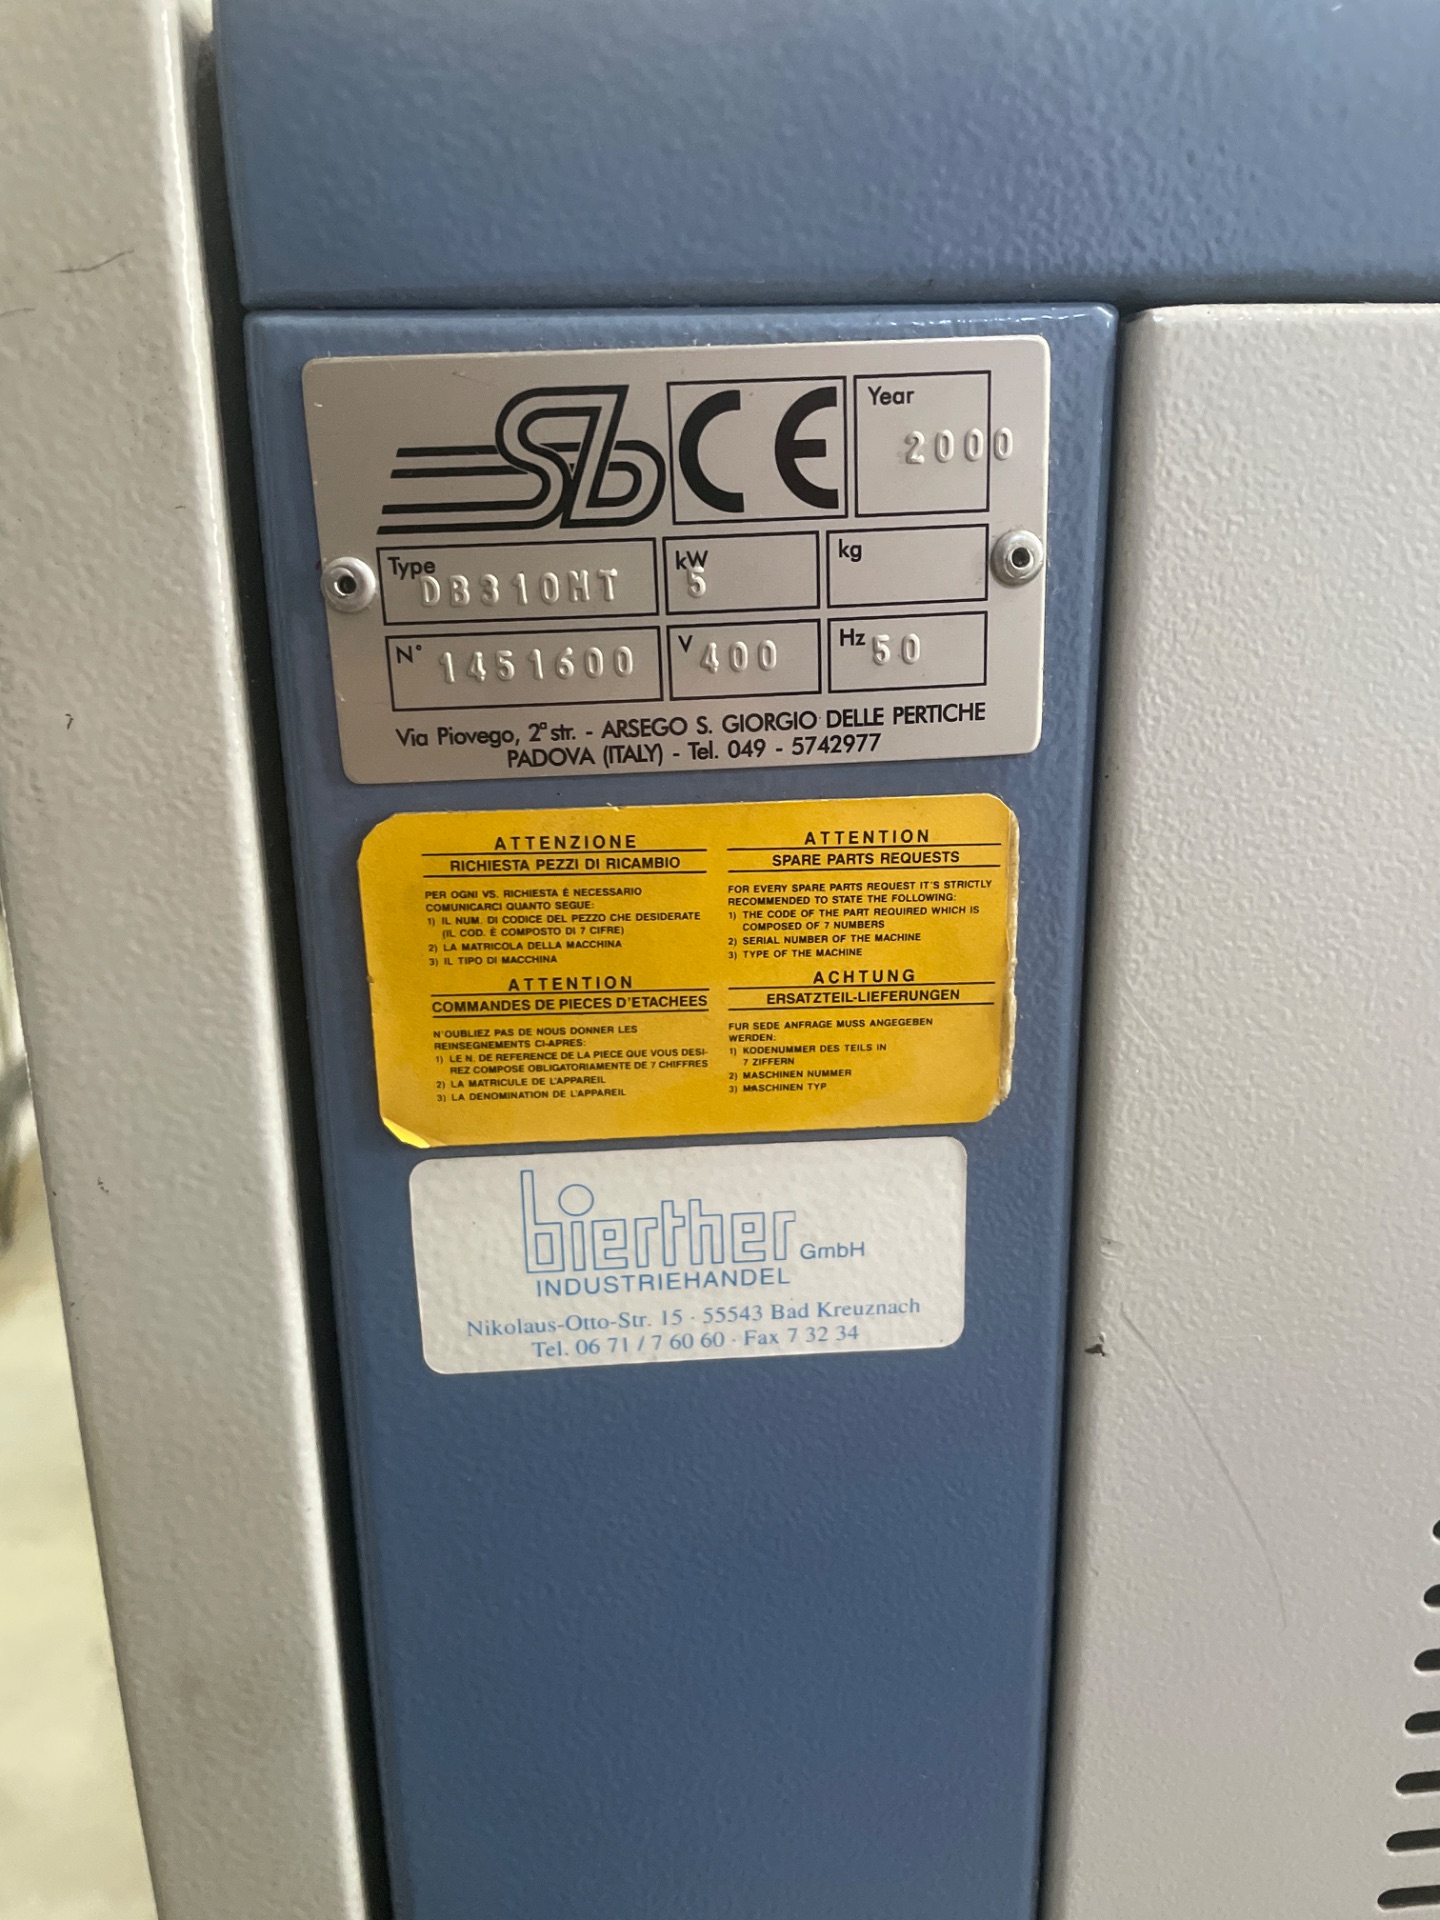 Sb CE Year 2000
Type DB310MT kW 5 kg
N° 1451600 V 400 Hz 50
Via Piovego, 2ª str. - ARSEGO S. GIORGIO DELLE PERTICHE
PADOVA (ITALY) - Tel. 049 - 5742977
ATTENZIONE
RICHIESTA PEZZI DI RICAMBIO
PER OGNI VS. RICHIESTA È NECESSARIO
COMUNICARCI QUANTO SEGUE:
1) IL NUM. DI CODICE DEL PEZZO CHE DESIDERATE
(IL COD. È COMPOSTO DI 7 CIFRE)
2) LA MATRICOLA DELLA MACCHINA
3) IL TIPO DI MACCHINA
ATTENTION
SPARE PARTS REQUESTS
FOR EVERY SPARE PARTS REQUEST IT'S STRICTLY
RECOMMENDED TO STATE THE FOLLOWING:
1) THE CODE OF THE PART REQUIRED WHICH IS
COMPOSED OF 7 NUMBERS
2) SERIAL NUMBER OF THE MACHINE
3) TYPE OF THE MACHINE
ATTENTION
COMMANDES DE PIECES D'ETACHEES
N'OUBLIEZ PAS DE NOUS DONNER LES
REINSEGNEMENTS CI-APRES:
1) LE N. DE REFERENCE DE LA PIECE QUE VOUS DESI-
REZ COMPOSE OBLIGATORIAMENTE DE 7 CHIFFRES
2) LA MATRICULE DE L'APPAREIL
3) LA DENOMINATION DE L'APPAREIL
ACHTUNG
ERSATZTEIL-LIEFERUNGEN
FUR SEDE ANFRAGE MUSS ANGEGEBEN
WERDEN:
1) KODENUMMER DES TEILS IN
7 ZIFFERN
2) MASCHINEN NUMMER
3) MASCHINEN TYP
bierther GmbH
INDUSTRIEHANDEL
Nikolaus-Otto-Str. 15 · 55543 Bad Kreuznach
Tel. 06 71 / 7 60 60 · Fax 7 32 34